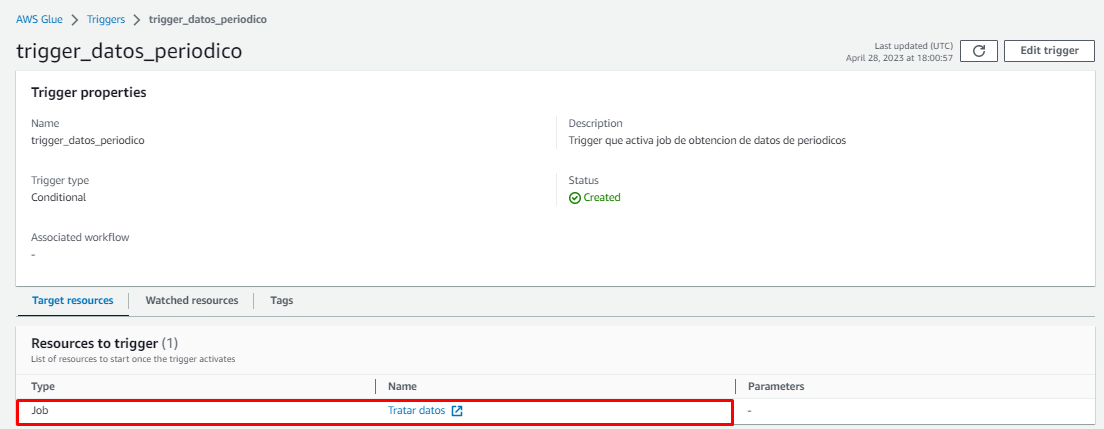 AWS Glue > Triggers > trigger_datos_periodico
trigger_datos_periodico
Last updated (UTC)
April 28, 2023 at 18:00:57
Edit trigger
Trigger properties
Name
trigger_datos_periodico
Description
Trigger que activa job de obtencion de datos de periodicos
Trigger type
Conditional
Status
Created
Associated workflow
-
Target resources Watched resources Tags
Resources to trigger (1)
List of resources to start once the trigger activates
Type Name Parameters
Job Tratar datos -